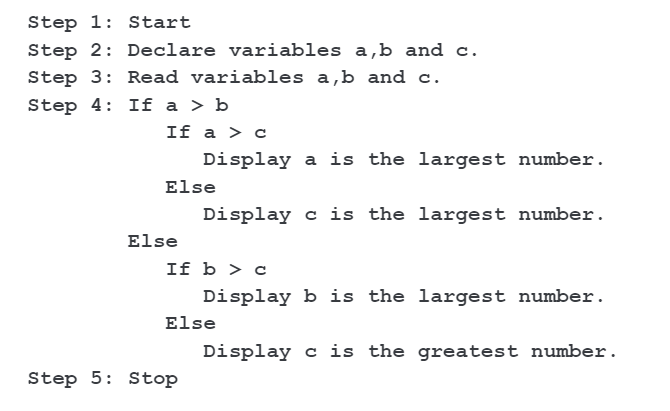 Step 1: Start
Step 2: Declare variables a,b and c.
Step 3: Read variables a,b and c.
Step 4: If a > b
If a > c
Display a is the largest number.
Else
Display c is the largest number.
Else
If b > c
Display b is the largest number.
Else
Display c is the greatest number.
Step 5: Stop